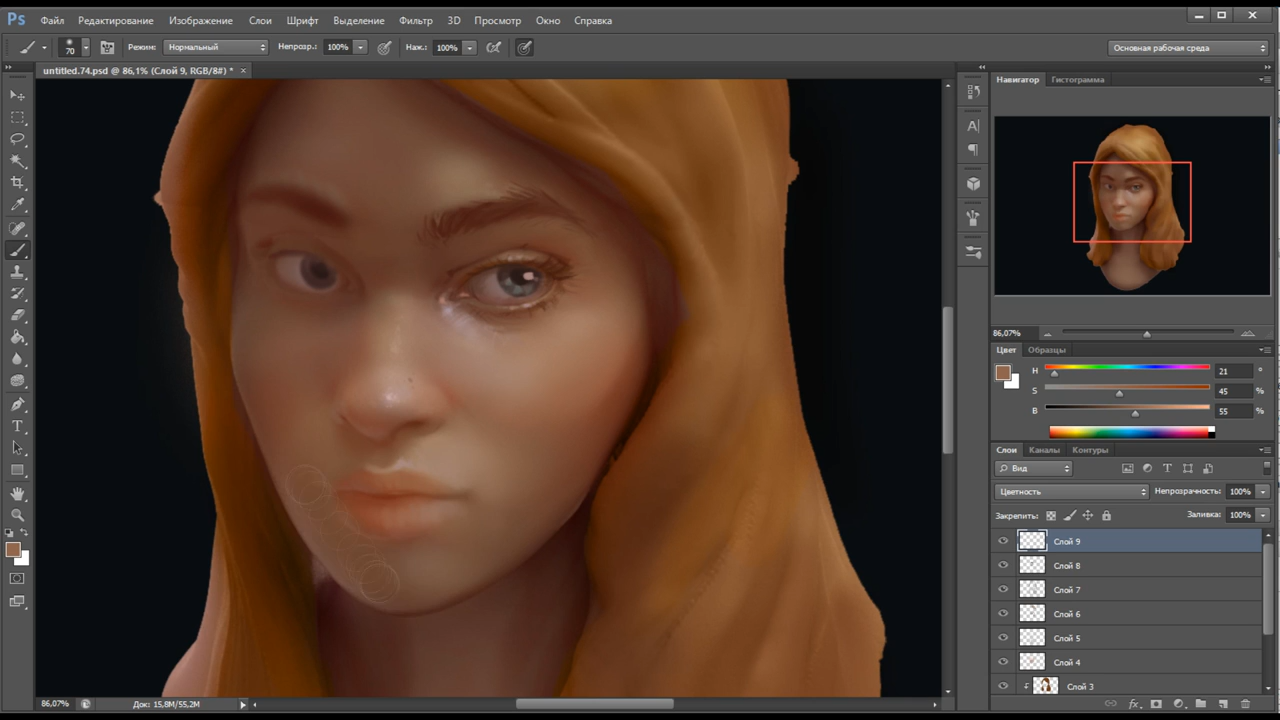 Ps Файл Редактирование Изображение Слои Шрифт Выделение Фильтр 3D Просмотр Окно Справка
70 Режим: Нормальный Непрозр.: 100% Наж.: 100% Основная рабочая среда
untitled.74.psd @ 86,1% (Слой 9, RGB/8#) * ×
Навигатор Гистограмма
86,07%
Цвет Образцы
H 21 °
S 45 %
B 55 %
Слои Каналы Контуры
Вид
Цветность Непрозрачность: 100%
Закрепить: Заливка: 100%
Слой 9
Слой 8
Слой 7
Слой 6
Слой 5
Слой 4
Слой 3
86,07% Док: 15,8M/55,2M